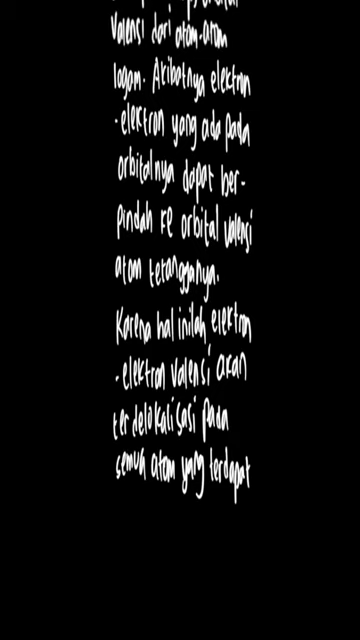 valensi dari atom-atom
logam. Akibatnya elektron
-elektron yang ada pada
orbitalnya dapat ber-
pindah ke orbital valensi
atom tetangganya.
Karena hal inilah elektron
-elektron valensi akan
terdelokalisasi pada
semua atom yang terdapat